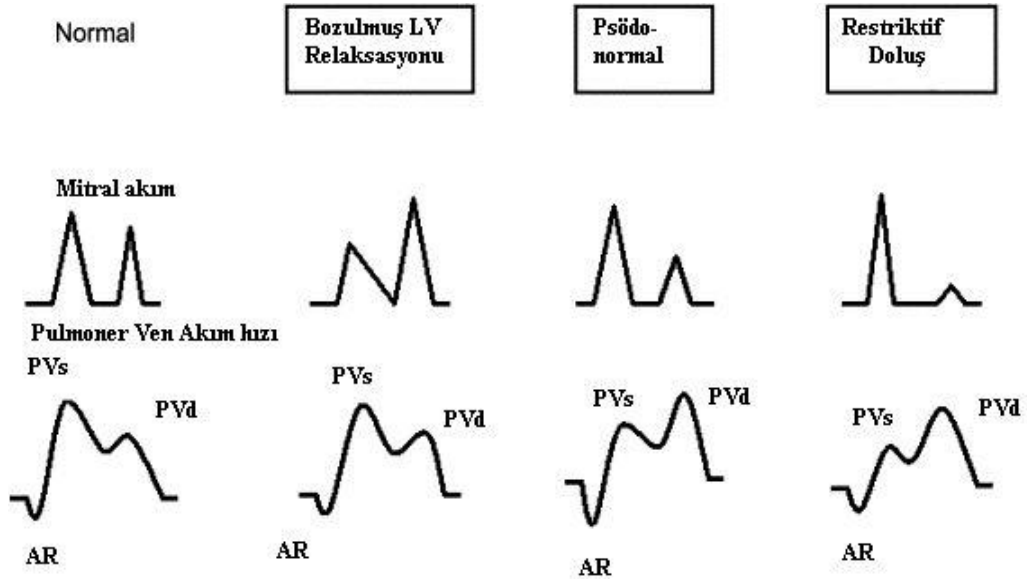 Normal
Bozulmuş LV
Relaksasyonu
Psödo-
normal
Restriktif
Doluş
Mitral akım
Pulmoner Ven Akım hızı
PVs
PVd
AR
PVs
PVd
AR
PVs
PVd
AR
PVs
PVd
AR